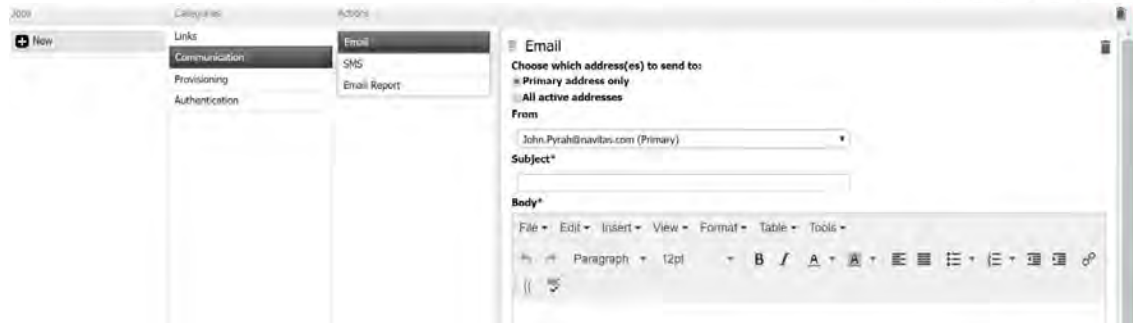 Jobs
Categories
Actions
New
Links
Communication
Provisioning
Authentication
Email
SMS
Email Report
Email
Choose which address(es) to send to:
Primary address only
All active addresses
From
John.Pyrah@navitas.com (Primary)
Subject*
Body*
File Edit Insert View Format Table Tools
Paragraph 12pt B I A A
ABC